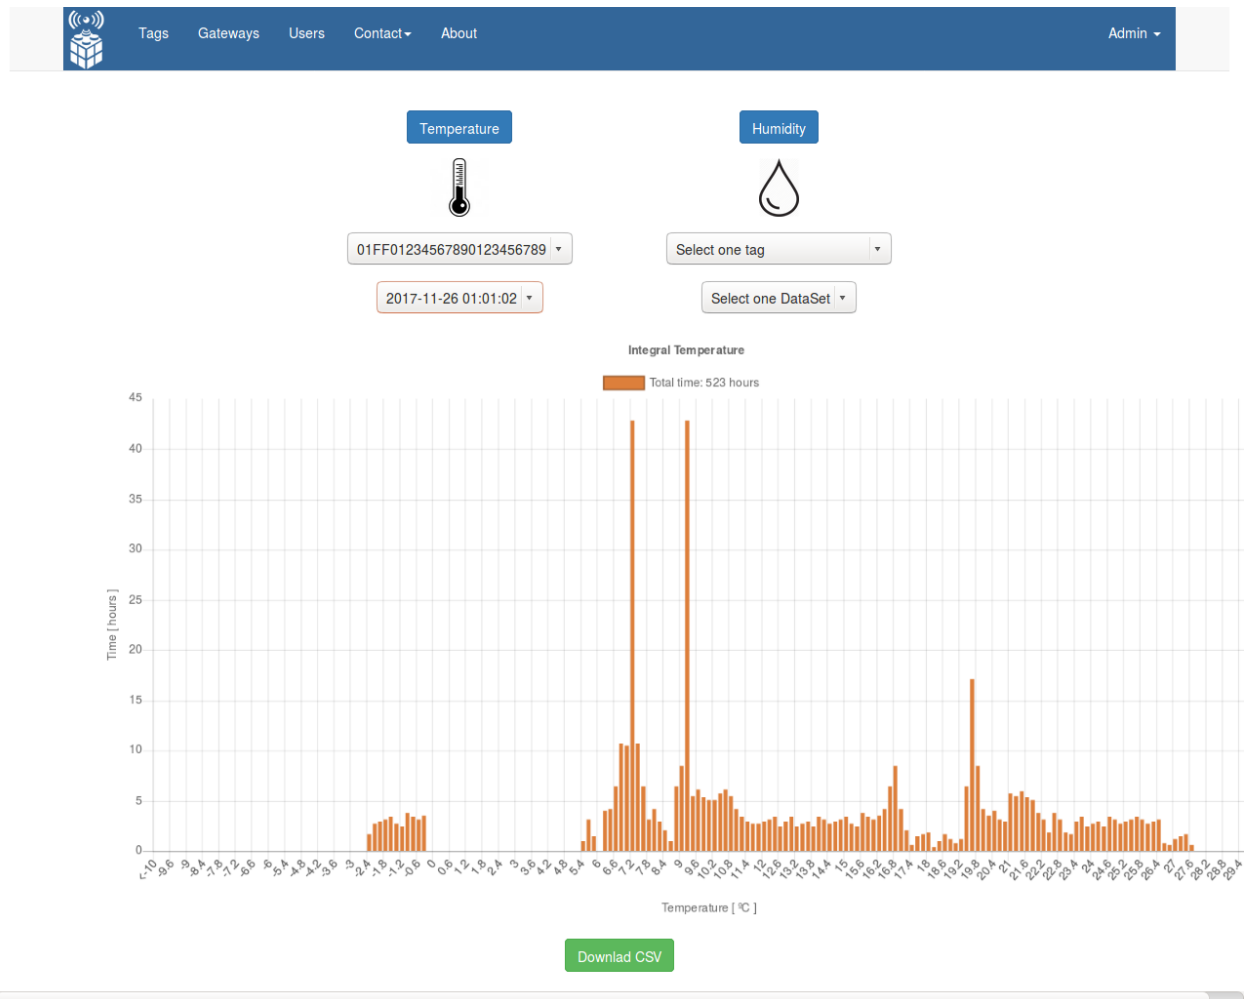 Tags Gateways Users Contact About Admin
Temperature Humidity
01FF01234567890123456789 Select one tag
2017-11-26 01:01:02 Select one DataSet
Integral Temperature
Total time: 523 hours
45
40
35
30
25
20
15
10
5
0
Time [ hours ]
<-10 -9.6 -9 -8.4 -7.8 -7.2 -6.6 -6 -5.4 -4.8 -4.2 -3.6 -3 -2.4 -1.8 -1.2 -0.6 0 0.6 1.2 1.8 2.4 3 3.6 4.2 4.8 5.4 6 6.6 7.2 7.8 8.4 9 9.6 10.2 10.8 11.4 12 12.6 13.2 13.8 14.4 15 15.6 16.2 16.8 17.4 18 18.6 19.2 19.8 20.4 21 21.6 22.2 22.8 23.4 24 24.6 25.2 25.8 26.4 27 27.6 28.2 28.8 29.4
Temperature [ ºC ]
Downlad CSV